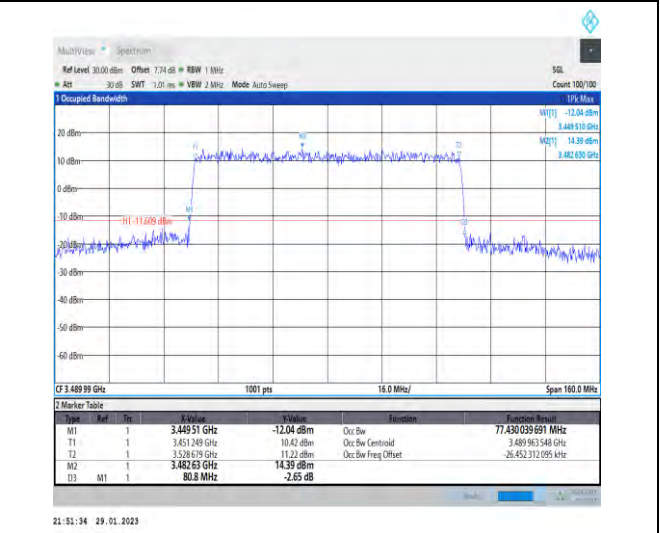 MultiView Spectrum
Ref Level 30.00 dBm Offset 7.74 dB RBW 1 MHz SGL
Att 30 dB SWT 1.01 ms VBW 2 MHz Mode Auto Sweep Count 100/100
1 Occupied Bandwidth 1Pk Max
M1[1] -12.04 dBm
3.449 510 GHz
M2[1] 14.39 dBm
3.482 630 GHz
20 dBm
10 dBm
0 dBm
-10 dBm
H1 -11.609 dBm
M1
M2
T1
T2
D3
-20 dBm
-30 dBm
-40 dBm
-50 dBm
-60 dBm
CF 3.489 99 GHz 1001 pts 16.0 MHz/ Span 160.0 MHz
2 Marker Table
Type Ref Trc X-Value Y-Value Function Function Result
M1 1 3.449 51 GHz -12.04 dBm Occ Bw 77.430 039 691 MHz
T1 1 3.451 249 GHz 10.42 dBm Occ Bw Centroid 3.489 963 548 GHz
T2 1 3.528 679 GHz 11.22 dBm Occ Bw Freq Offset -26.452 312 095 kHz
M2 1 3.482 63 GHz 14.39 dBm
D3 M1 1 80.8 MHz -2.65 dB
21:51:34 29.01.2023